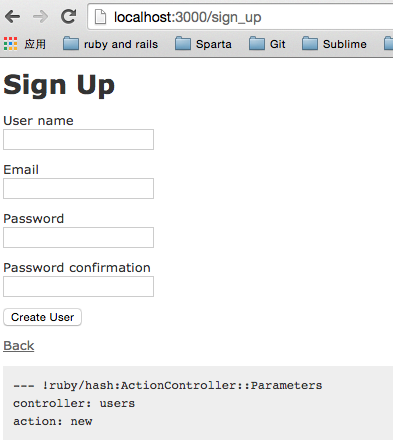 localhost:3000/sign_up
应用 ruby and rails Sparta Git Sublime
Sign Up
User name
Email
Password
Password confirmation
Create User
Back
--- !ruby/hash:ActionController::Parameters
controller: users
action: new